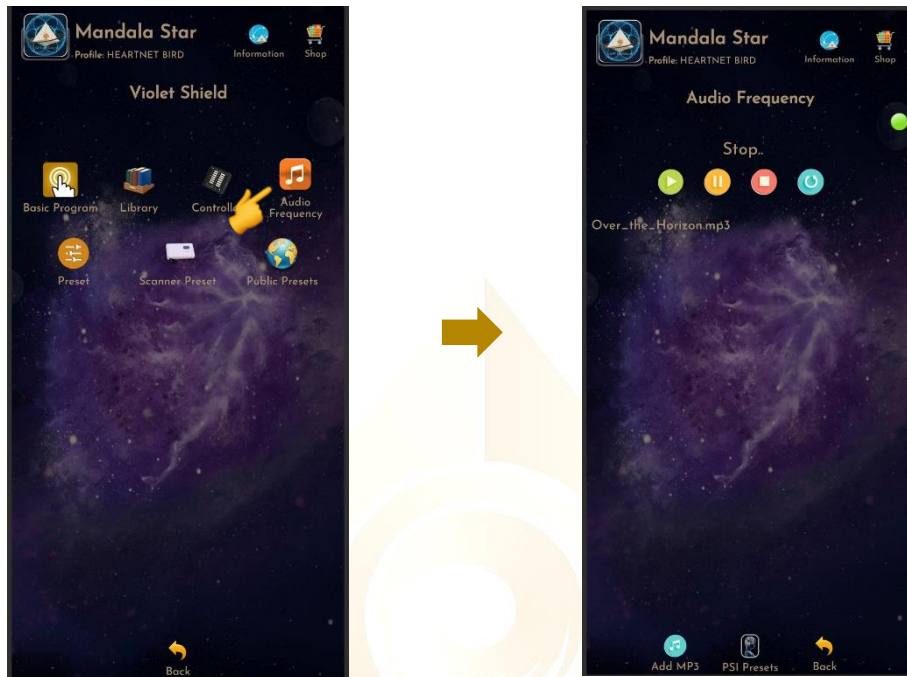 Mandala Star
Profile: HEARTNET BIRD
Information
Shop
Violet Shield
Basic Program
Library
Audio
Frequency
Preset
Scanner Preset
Public Presets
Back
Mandala Star
Profile: HEARTNET BIRD
Information
Shop
Audio Frequency
Stop..
Over_the_Horizon.mp3
Add MP3
PSI Presets
Back